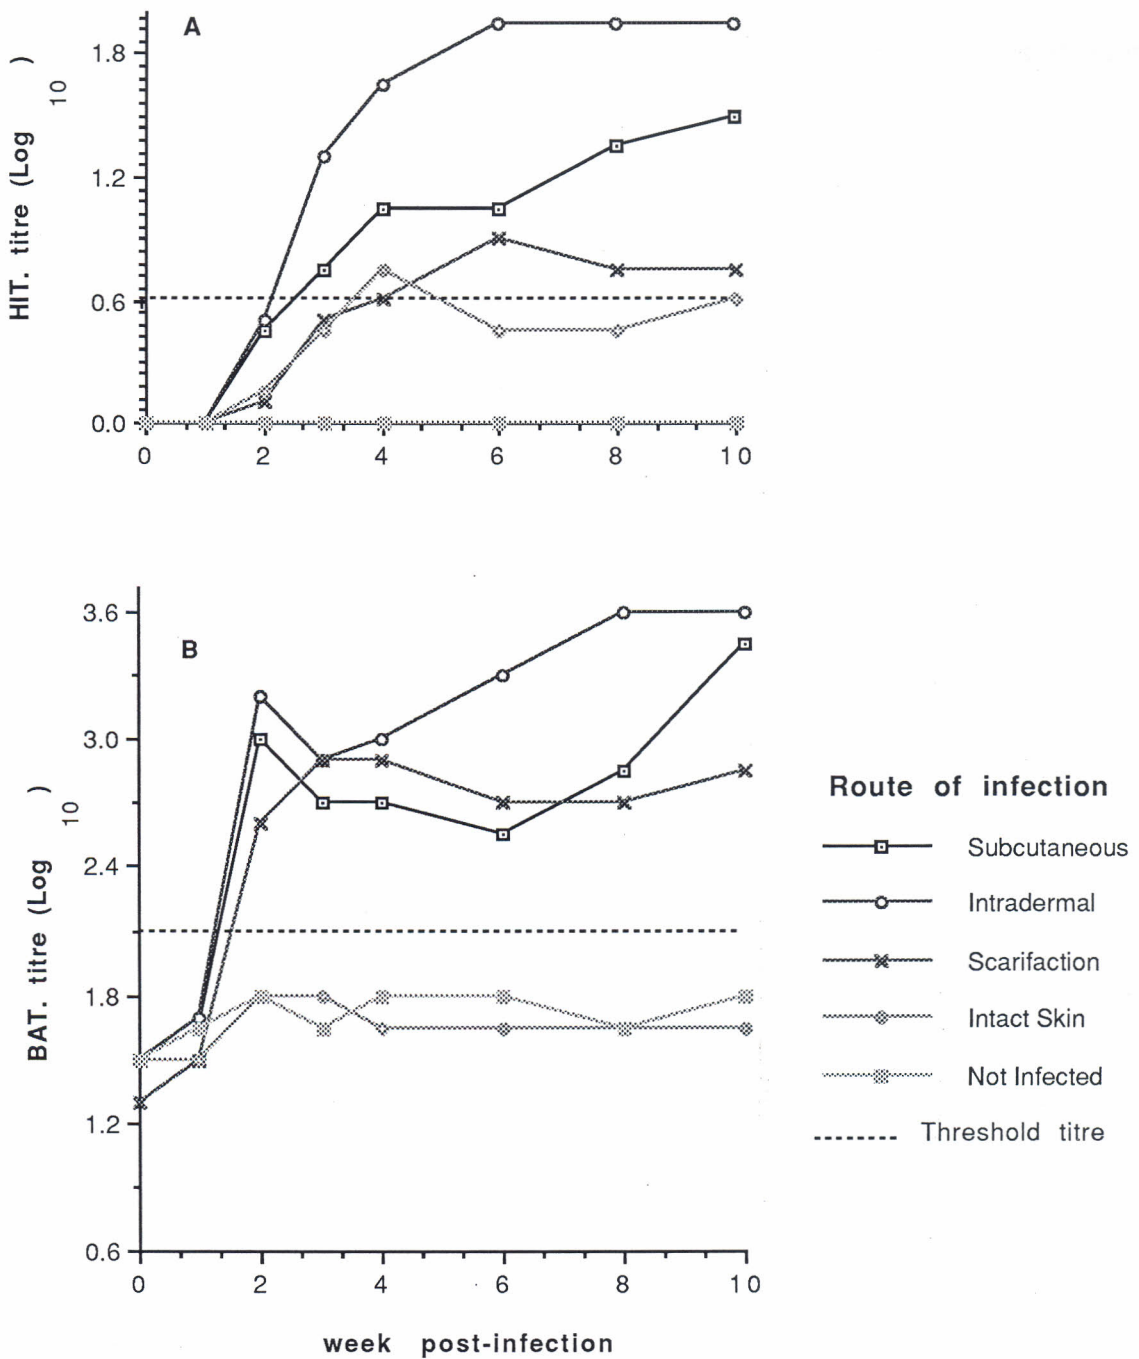 A
HIT. titre (Log 10 )
1.8
1.2
0.6
0.0
0 2 4 6 8 10
B
BAT. titre (Log 10 )
3.6
3.0
2.4
1.8
1.2
0.6
0 2 4 6 8 10
week post-infection
Route of infection
Subcutaneous
Intradermal
Scarifaction
Intact Skin
Not Infected
Threshold titre